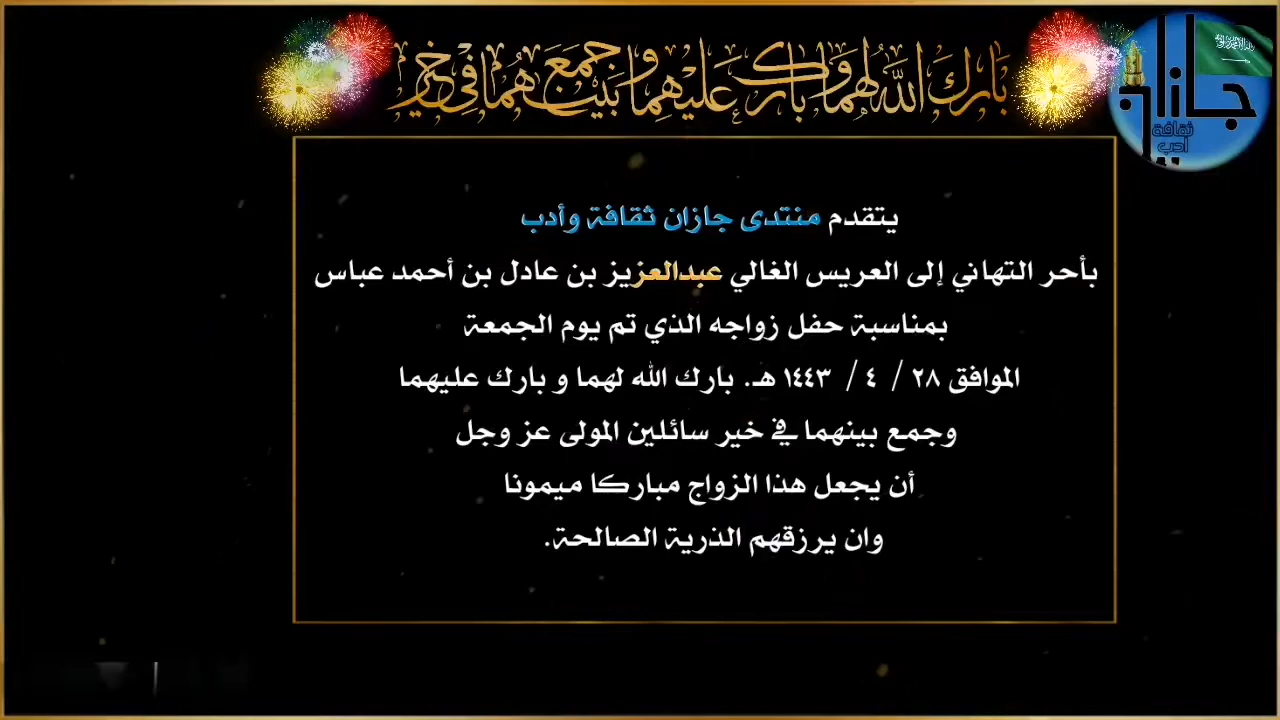 بارك الله لهما وبارك عليهما وجمع بينهما في خير
جازان
ثقافة
أدب
يتقدم منتدى جازان ثقافة وأدب
بأحر التهاني إلى العريس الغالي عبدالعزيز بن عادل بن أحمد عباس
بمناسبة حفل زواجه الذي تم يوم الجمعة
الموافق ٢٨ / ٤ / ١٤٤٣ هـ. بارك الله لهما و بارك عليهما
وجمع بينهما في خير سائلين المولى عز وجل
أن يجعل هذا الزواج مباركا ميمونا
وان يرزقهم الذرية الصالحة.